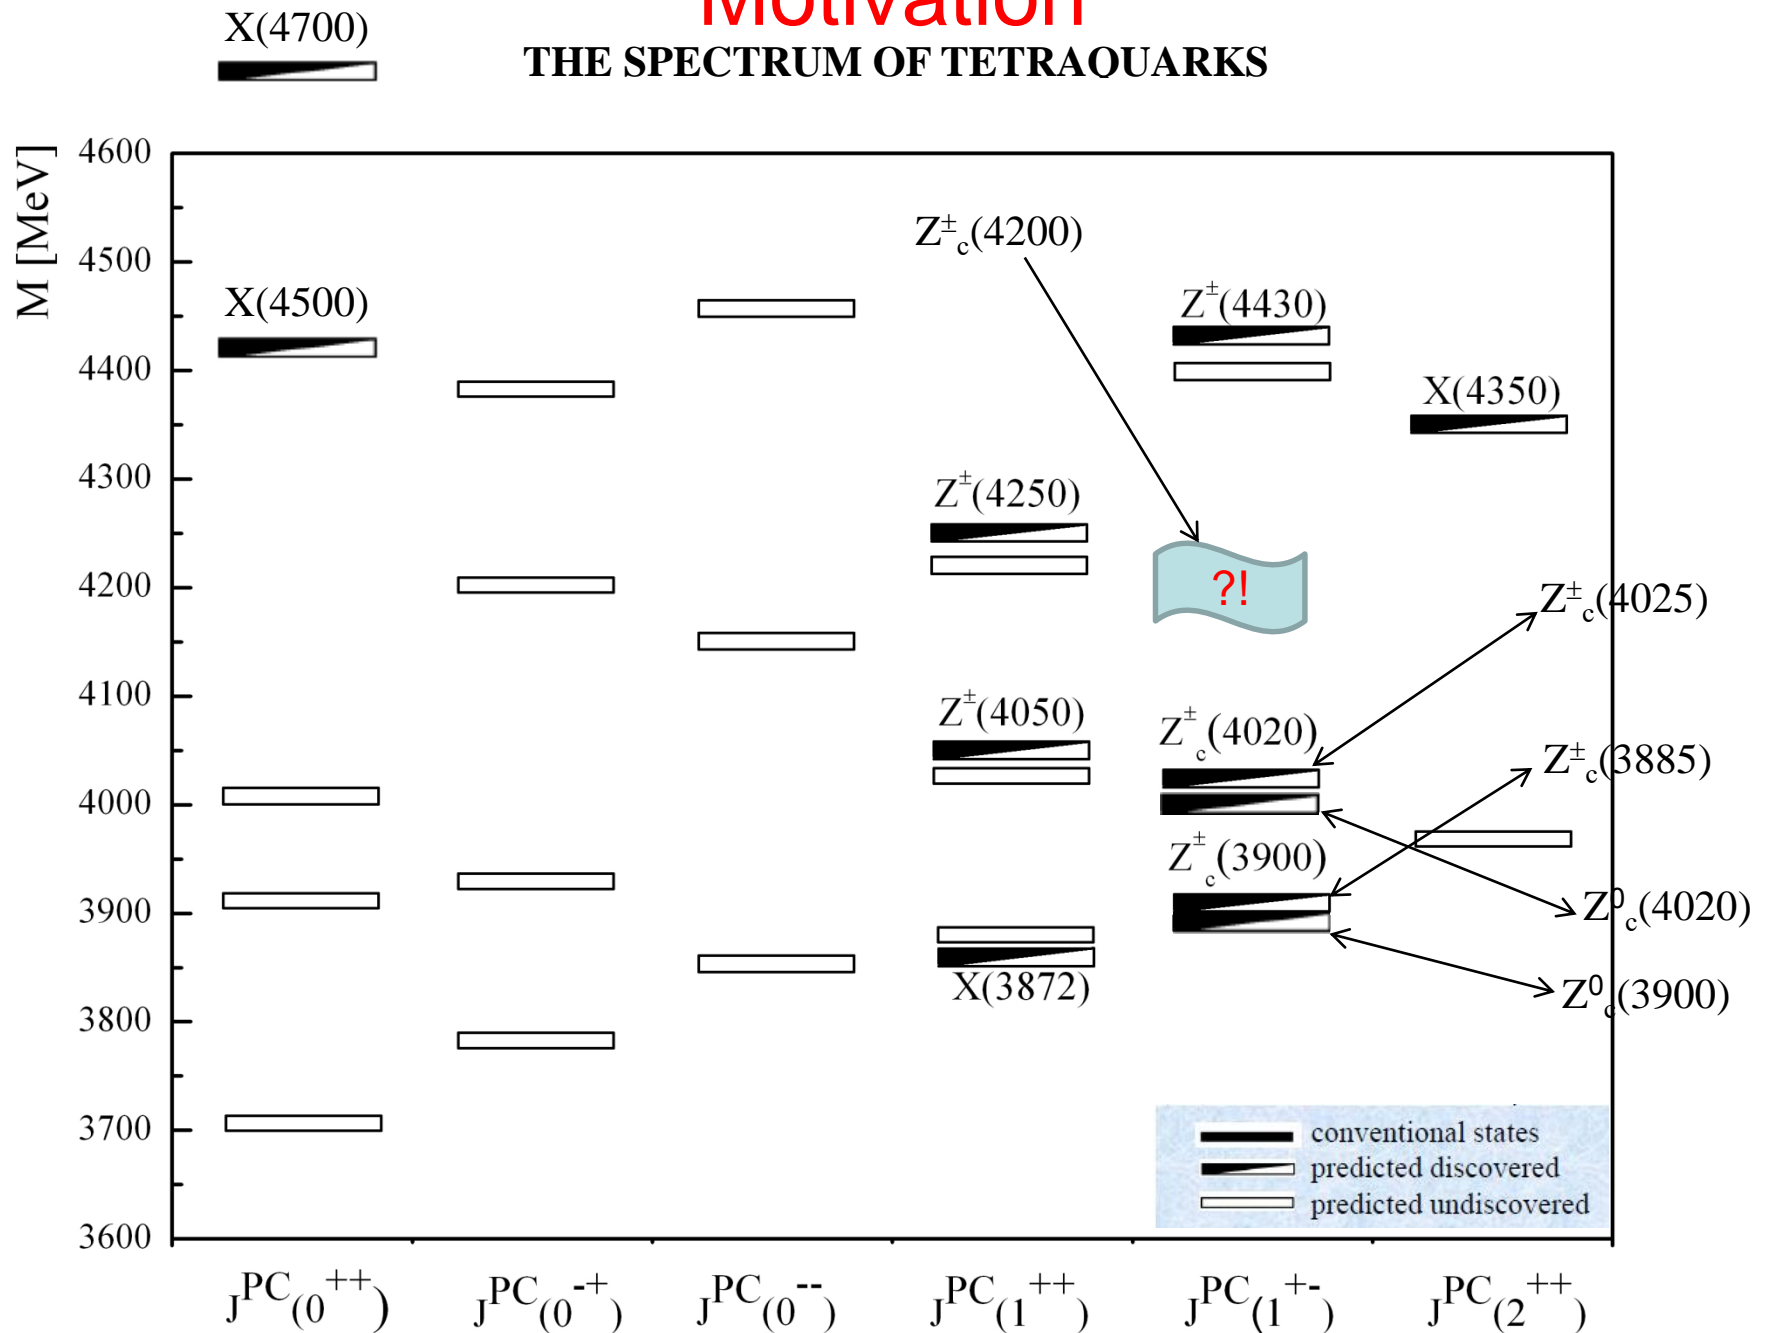 Motivation
X(4700)
THE SPECTRUM OF TETRAQUARKS
M [MeV]
4600
4500
4400
4300
4200
4100
4000
3900
3800
3700
3600
Z±c(4200)
X(4500)
Z±(4430)
X(4350)
Z±(4250)
?!
Z±c(4025)
Z±(4050)
Z±c(4020)
Z±c(3885)
Z±c(3900)
Z0c(4020)
X(3872)
Z0c(3900)
conventional states
predicted discovered
predicted undiscovered
JPC(0++)
JPC(0-+)
JPC(0--)
JPC(1++)
JPC(1+-)
JPC(2++)